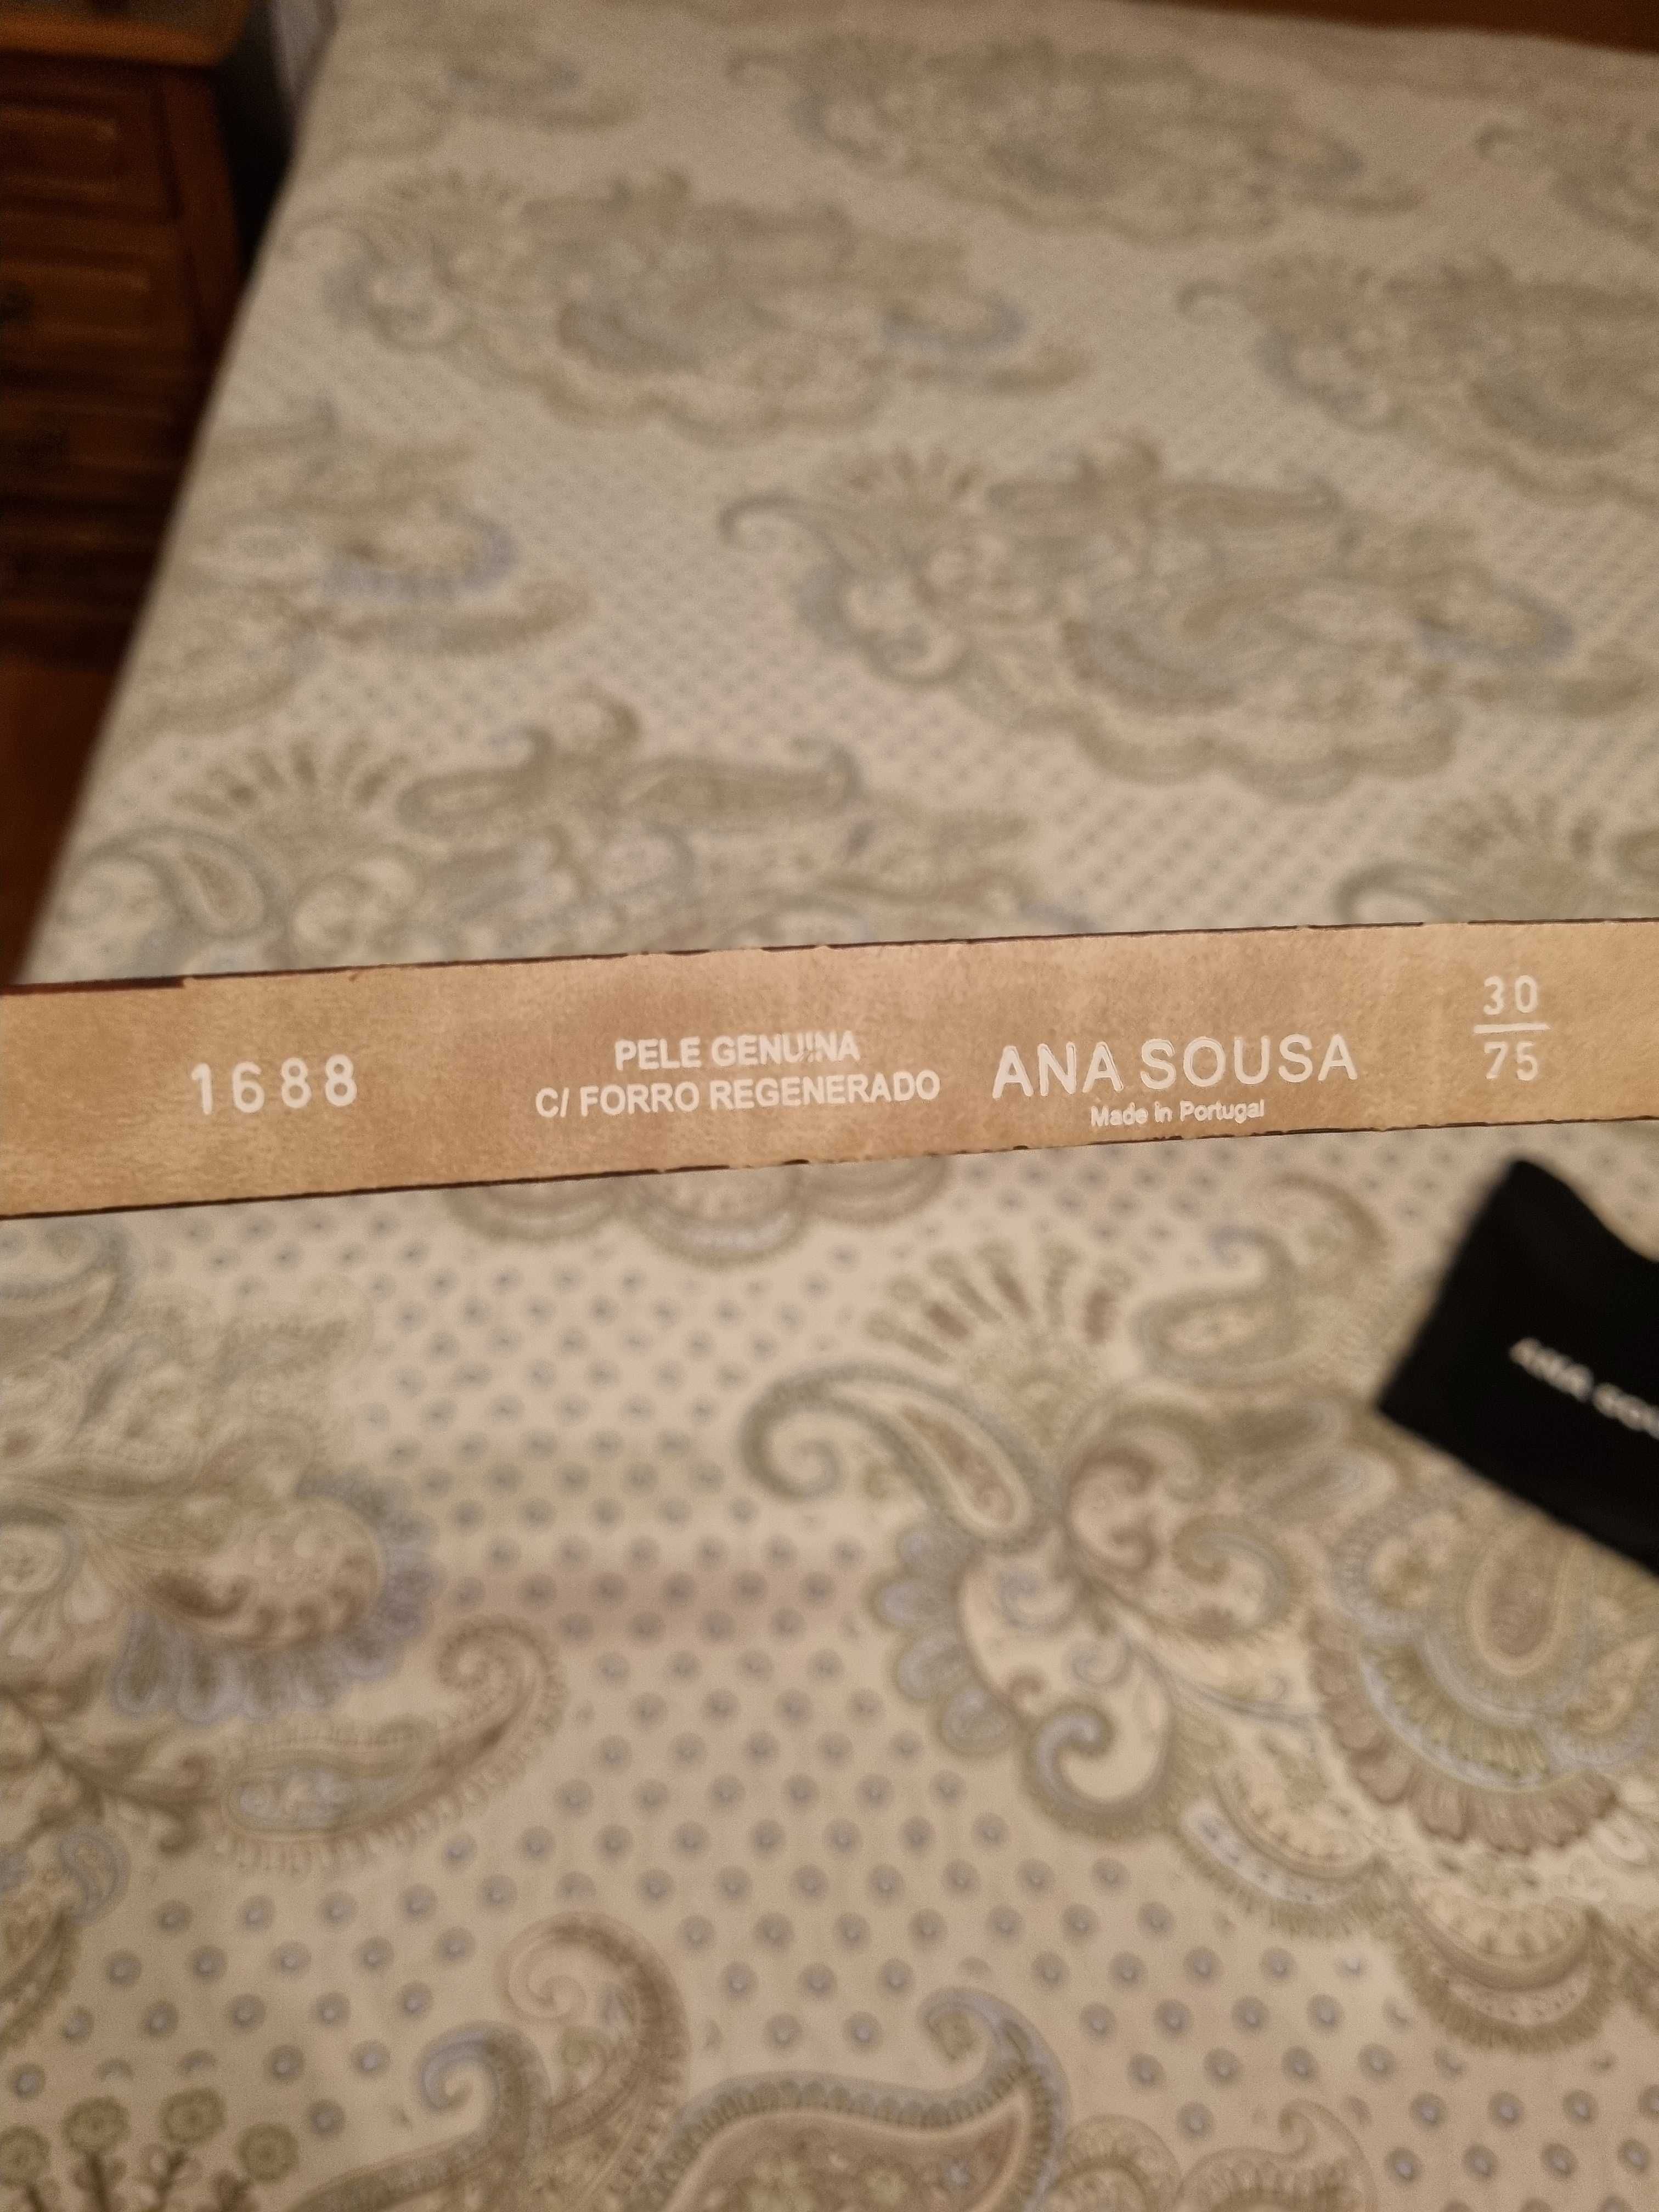 1688
PELE GENUINA
C/ FORRO REGENERADO
ANA SOUSA
Made in Portugal
30
75